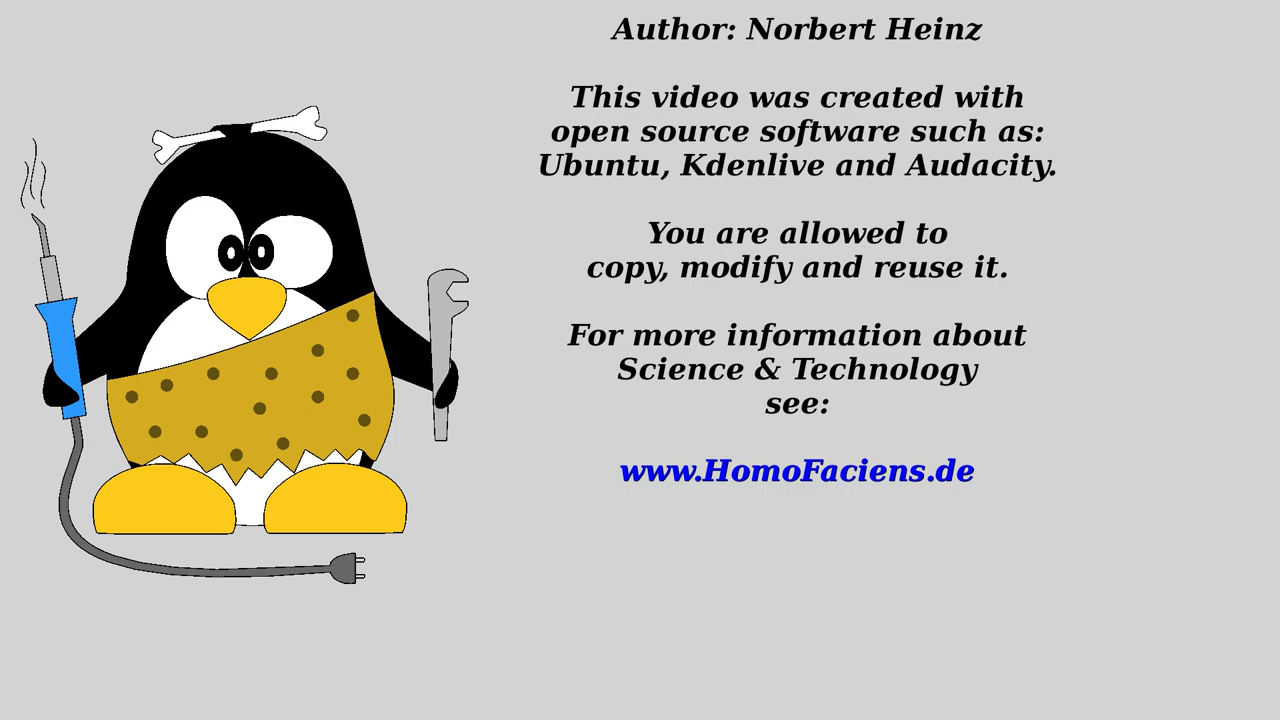 Author: Norbert Heinz
This video was created with
open source software such as:
Ubuntu, Kdenlive and Audacity.
You are allowed to
copy, modify and reuse it.
For more information about
Science & Technology
see:
www.HomoFaciens.de